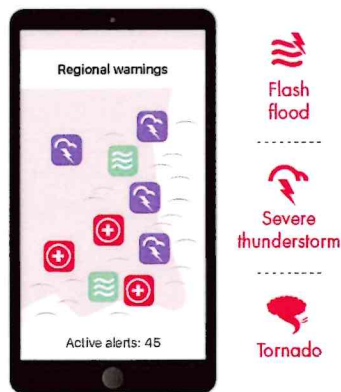 Regional warnings
Active alerts: 45
Flash
flood
Severe
thunderstorm
Tornado